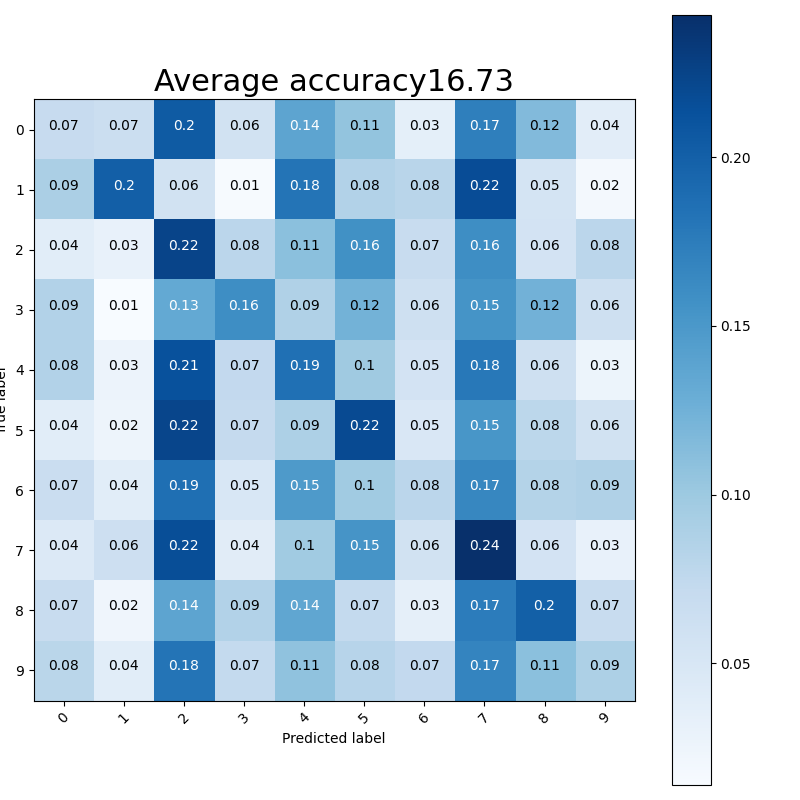 Average accuracy16.73
0 0.07 0.07 0.2 0.06 0.14 0.11 0.03 0.17 0.12 0.04
1 0.09 0.2 0.06 0.01 0.18 0.08 0.08 0.22 0.05 0.02
2 0.04 0.03 0.22 0.08 0.11 0.16 0.07 0.16 0.06 0.08
3 0.09 0.01 0.13 0.16 0.09 0.12 0.06 0.15 0.12 0.06
4 0.08 0.03 0.21 0.07 0.19 0.1 0.05 0.18 0.06 0.03
5 0.04 0.02 0.22 0.07 0.09 0.22 0.05 0.15 0.08 0.06
6 0.07 0.04 0.19 0.05 0.15 0.1 0.08 0.17 0.08 0.09
7 0.04 0.06 0.22 0.04 0.1 0.15 0.06 0.24 0.06 0.03
8 0.07 0.02 0.14 0.09 0.14 0.07 0.03 0.17 0.2 0.07
9 0.08 0.04 0.18 0.07 0.11 0.08 0.07 0.17 0.11 0.09
0 1 2 3 4 5 6 7 8 9
Predicted label
0.20
0.15
0.10
0.05